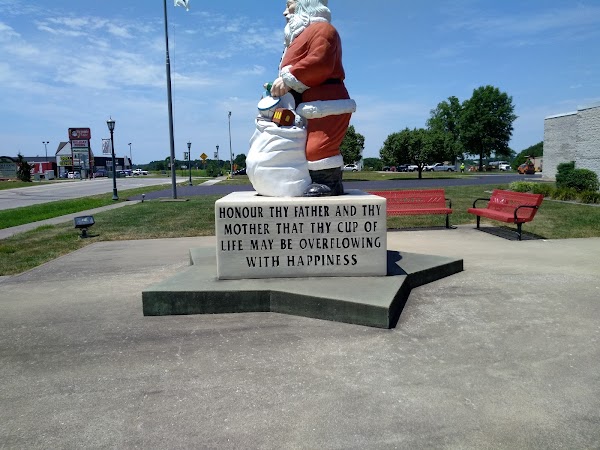 HONOUR THY FATHER AND THY
MOTHER THAT THY CUP OF
LIFE MAY BE OVERFLOWING
WITH HAPPINESS